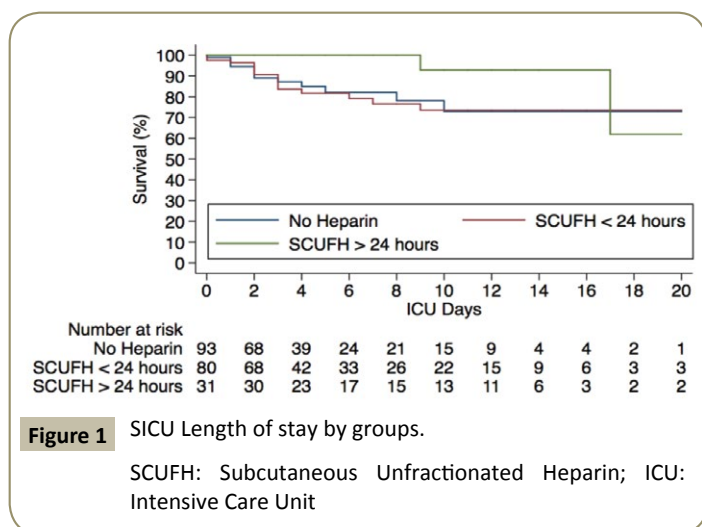 100
90
80
70
60
50
40
30
20
10
0
Survival (%)
No Heparin
SCUFH < 24 hours
SCUFH > 24 hours
0 2 4 6 8 10 12 14 16 18 20
ICU Days
Number at risk
No Heparin 93 68 39 24 21 15 9 4 4 2 1
SCUFH < 24 hours 80 68 42 33 26 22 15 9 6 3 3
SCUFH > 24 hours 31 30 23 17 15 13 11 6 3 2 2
Figure 1 SICU Length of stay by groups.
SCUFH: Subcutaneous Unfractionated Heparin; ICU:
Intensive Care Unit